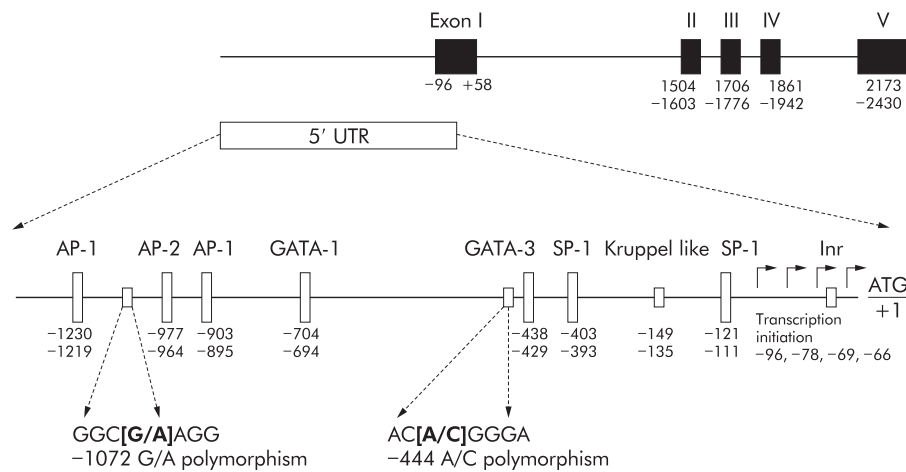 Exon I II III IV V
−96 +58 1504 1706 1861 2173
−1603 −1776 −1942 −2430
5′ UTR
AP-1 AP-2 AP-1 GATA-1 GATA-3 SP-1 Kruppel like SP-1 Inr
ATG
+1
−1230 −977 −903 −704 −438 −403 −149 −121 Transcription
−1219 −964 −895 −694 −429 −393 −135 −111 initiation
−96, −78, −69, −66
GGC[G/A]AGG AC[A/C]GGGA
−1072 G/A polymorphism −444 A/C polymorphism